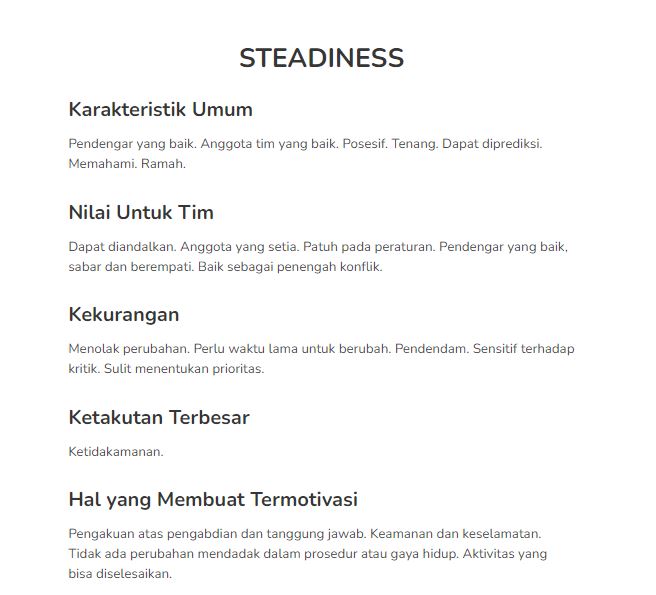 STEADINESS
Karakteristik Umum
Pendengar yang baik. Anggota tim yang baik. Posesif. Tenang. Dapat diprediksi.
Memahami. Ramah.
Nilai Untuk Tim
Dapat diandalkan. Anggota yang setia. Patuh pada peraturan. Pendengar yang baik,
sabar dan berempati. Baik sebagai penengah konflik.
Kekurangan
Menolak perubahan. Perlu waktu lama untuk berubah. Pendendam. Sensitif terhadap
kritik. Sulit menentukan prioritas.
Ketakutan Terbesar
Ketidakamanan.
Hal yang Membuat Termotivasi
Pengakuan atas pengabdian dan tanggung jawab. Keamanan dan keselamatan.
Tidak ada perubahan mendadak dalam prosedur atau gaya hidup. Aktivitas yang
bisa diselesaikan.